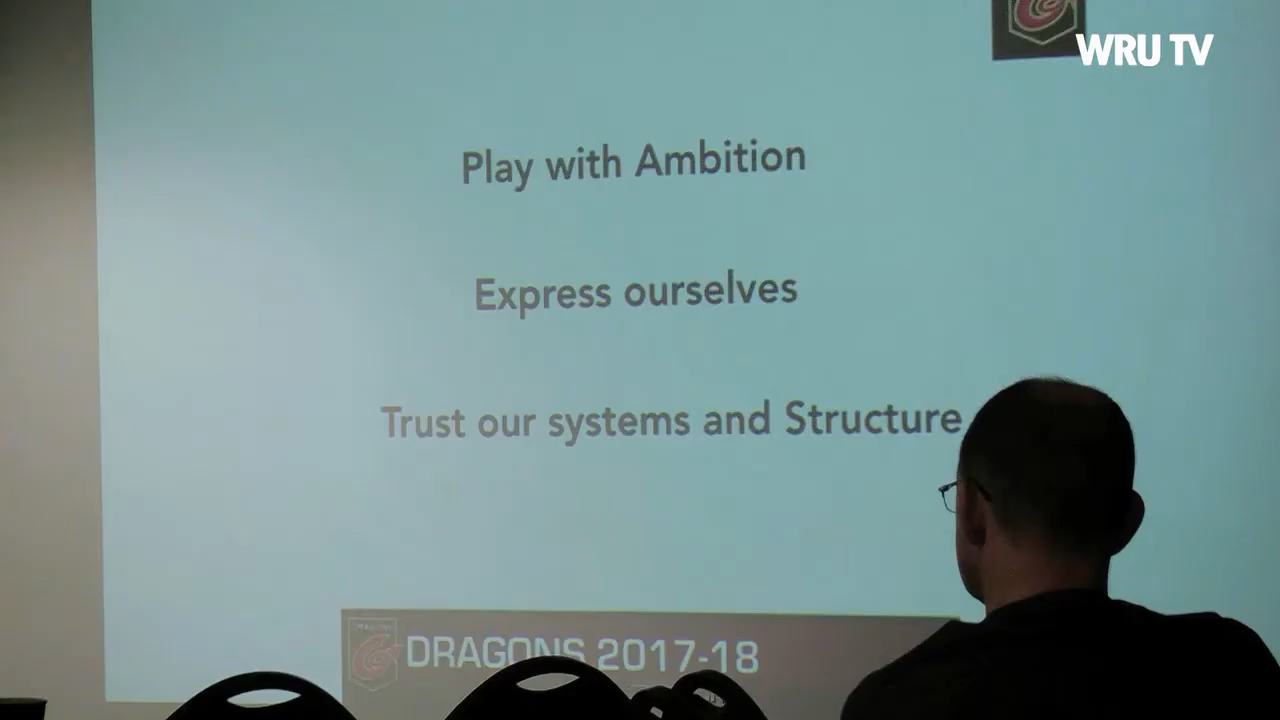 WRU TV
Play with Ambition
Express ourselves
Trust our systems and Structure
DRAGONS 2017-18